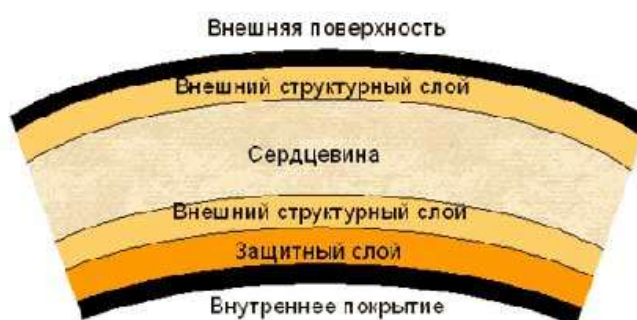 Внешняя поверхность
Внешний структурный слой
Сердцевина
Внешний структурный слой
Защитный слой
Внутреннее покрытие